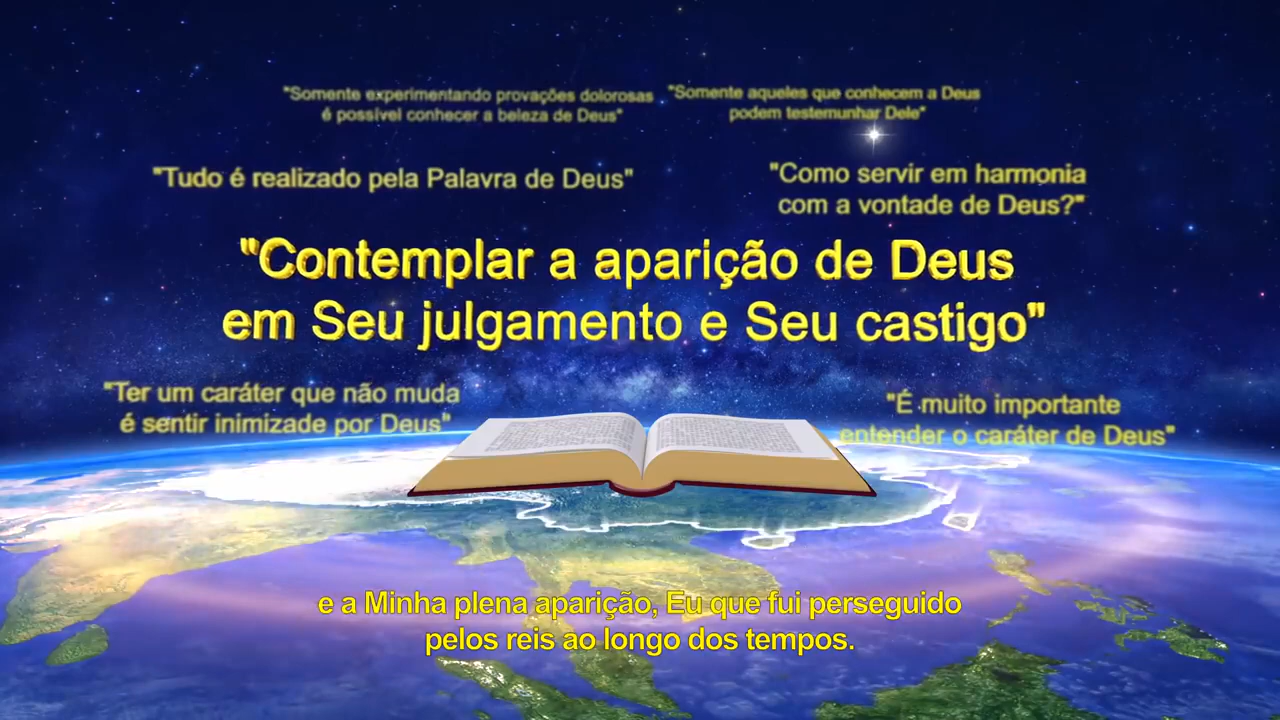 "Somente experimentando provações dolorosas
é possível conhecer a beleza de Deus"
"Somente aqueles que conhecem a Deus
podem testemunhar Dele"
"Tudo é realizado pela Palavra de Deus"
"Como servir em harmonia
com a vontade de Deus?"
"Contemplar a aparição de Deus
em Seu julgamento e Seu castigo"
"Ter um caráter que não muda
é sentir inimizade por Deus"
"É muito importante
entender o caráter de Deus"
e a Minha plena aparição, Eu que fui perseguido
pelos reis ao longo dos tempos.